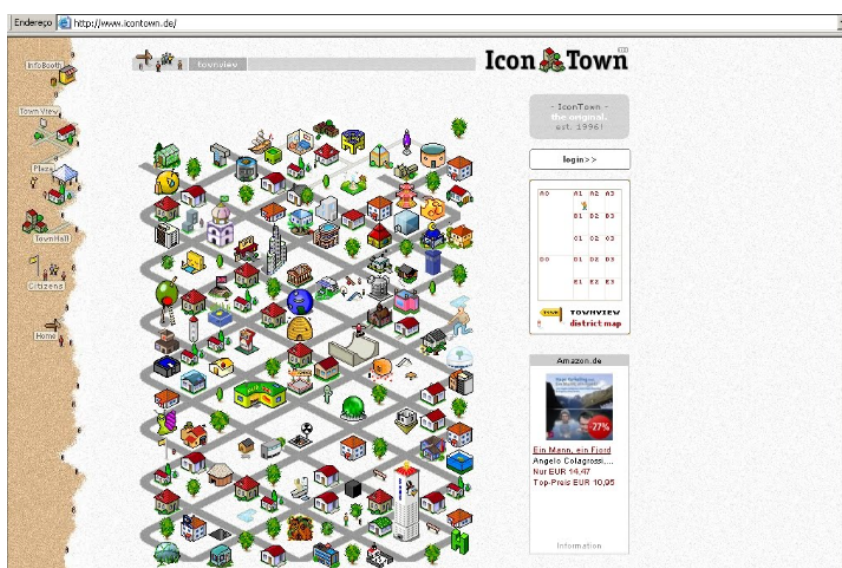 Endereço http://www.icontown.de/
InfoBooth
Town View
Plaza
TownHall
Citizens
Home
townview
Icon Town
- IconTown -
the original.
est. 1996!
login>>
A0 A1 A2 A3
B1 B2 B3
C1 C2 C3
D0 D1 D2 D3
E1 E2 E3
TOWNVIEW
district map
Amazon.de
-27%
Ein Mann, ein Fjord
Angelo Colagrossi,...
Nur EUR 14,47
Top-Preis EUR 10,95
Information